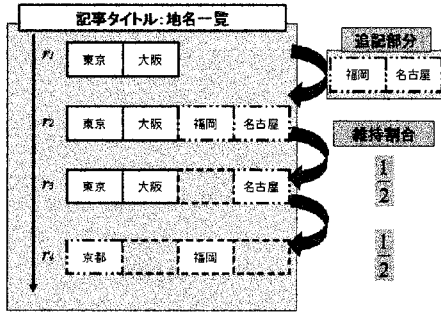 記事タイトル:地名一覧
追記部分
r1 東京 大阪
福岡 名古屋
r2 東京 大阪 福岡 名古屋
維持割合
r3 東京 大阪 名古屋
1/2
r4 京都 福岡
1/2